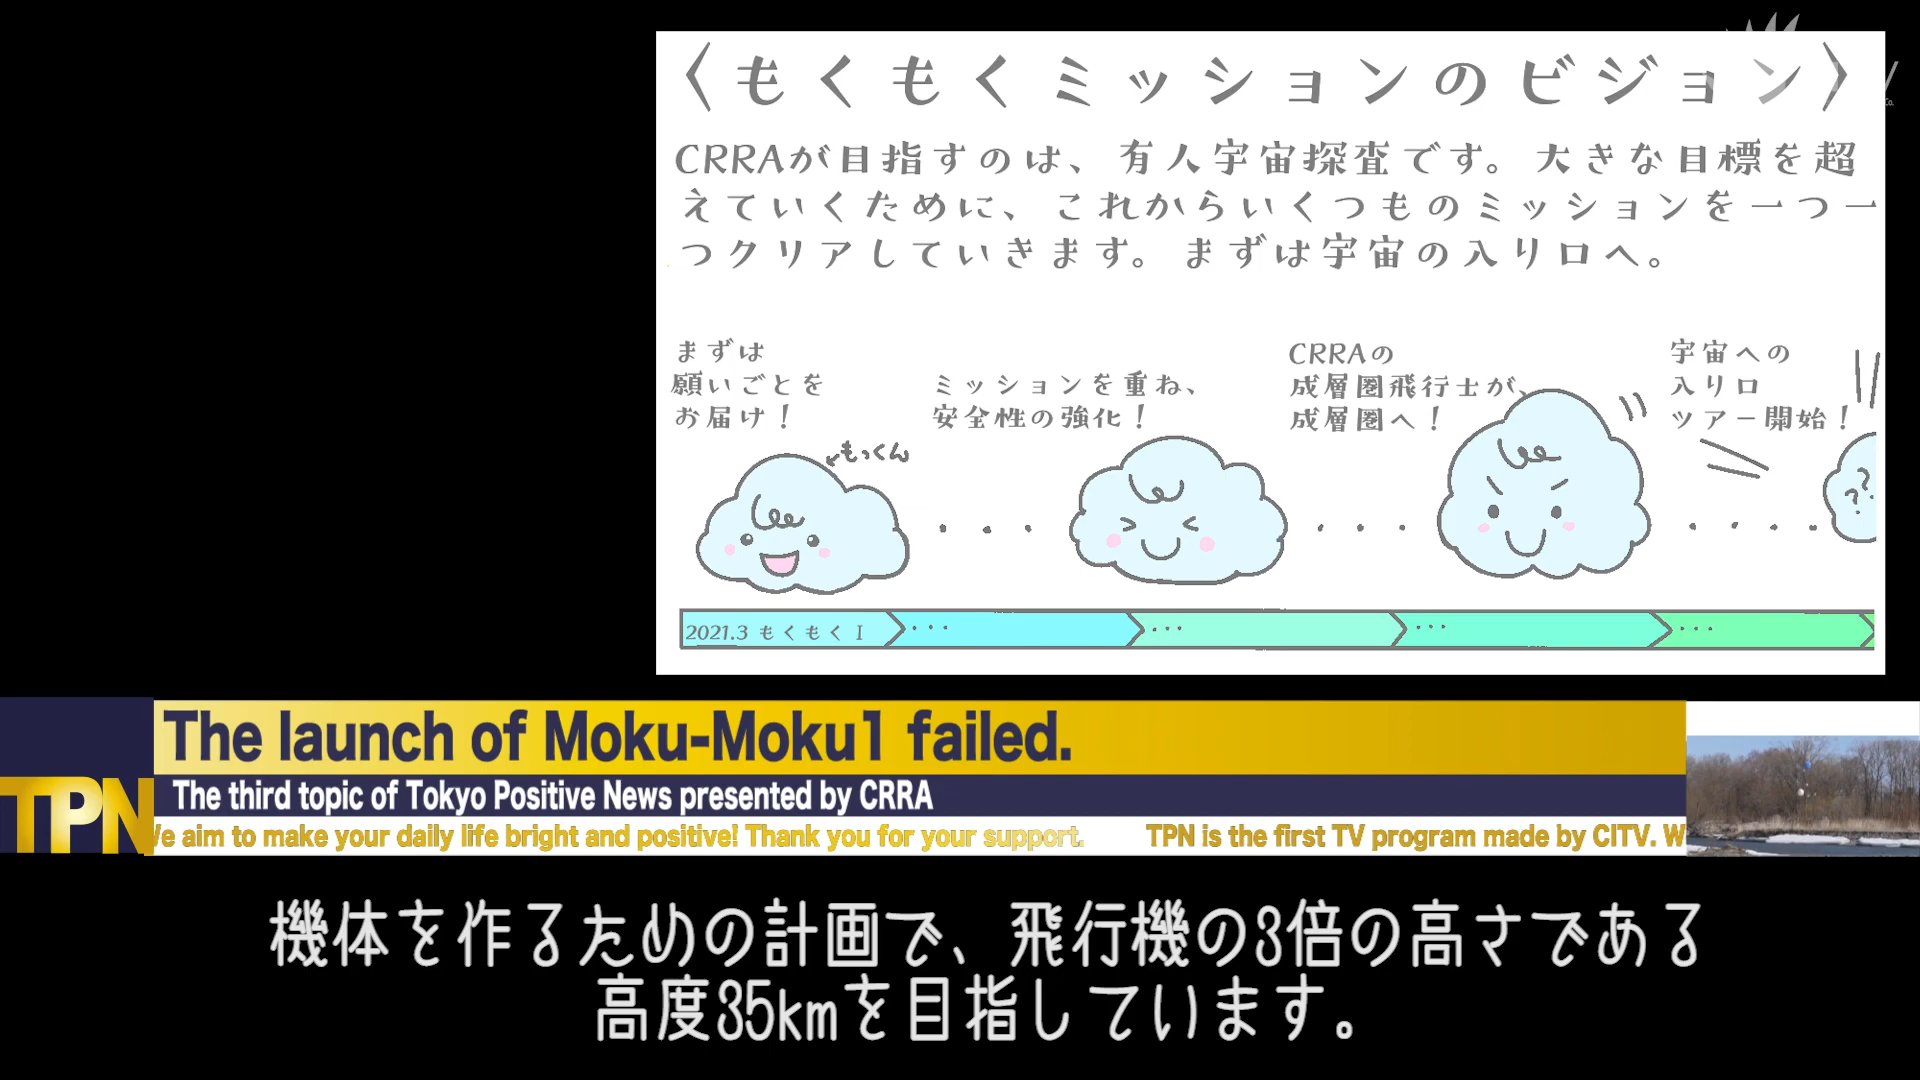 〈もくもくミッションのビジョン〉
CRRAが目指すのは、有人宇宙探査です。大きな目標を超
えていくために、これからいくつものミッションを一つ一
つクリアしていきます。まずは宇宙の入り口へ。
まずは
願いごとを
お届け！
ミッションを重ね、
安全性の強化！
CRRAの
成層圏飛行士が、
成層圏へ！
宇宙への
入り口
ツアー開始！
←もっくん
??
2021.3 もくもくⅠ
...
...
...
...
The launch of Moku-Moku1 failed.
The third topic of Tokyo Positive News presented by CRRA
TPN
We aim to make your daily life bright and positive! Thank you for your support. TPN is the first TV program made by CITV. W
機体を作るための計画で、飛行機の3倍の高さである
高度35kmを目指しています。